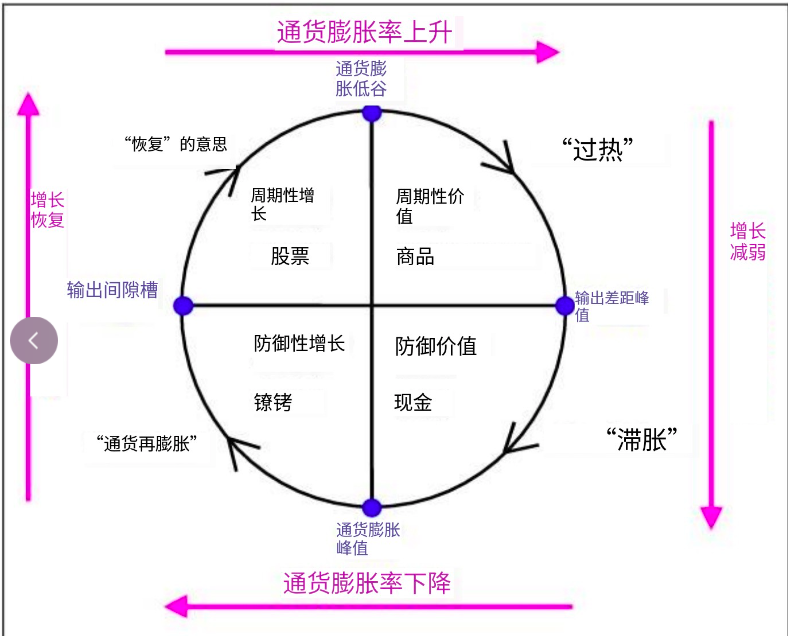 通货膨胀率上升
通货膨
胀低谷
“恢复”的意思
“过热”
增长
恢复
周期性增
长
周期性价
值
增长
减弱
股票
商品
输出间隙槽
输出差距峰
值
防御性增长
防御价值
镣铐
现金
“通货再膨胀”
“滞胀”
通货膨胀
峰值
通货膨胀率下降